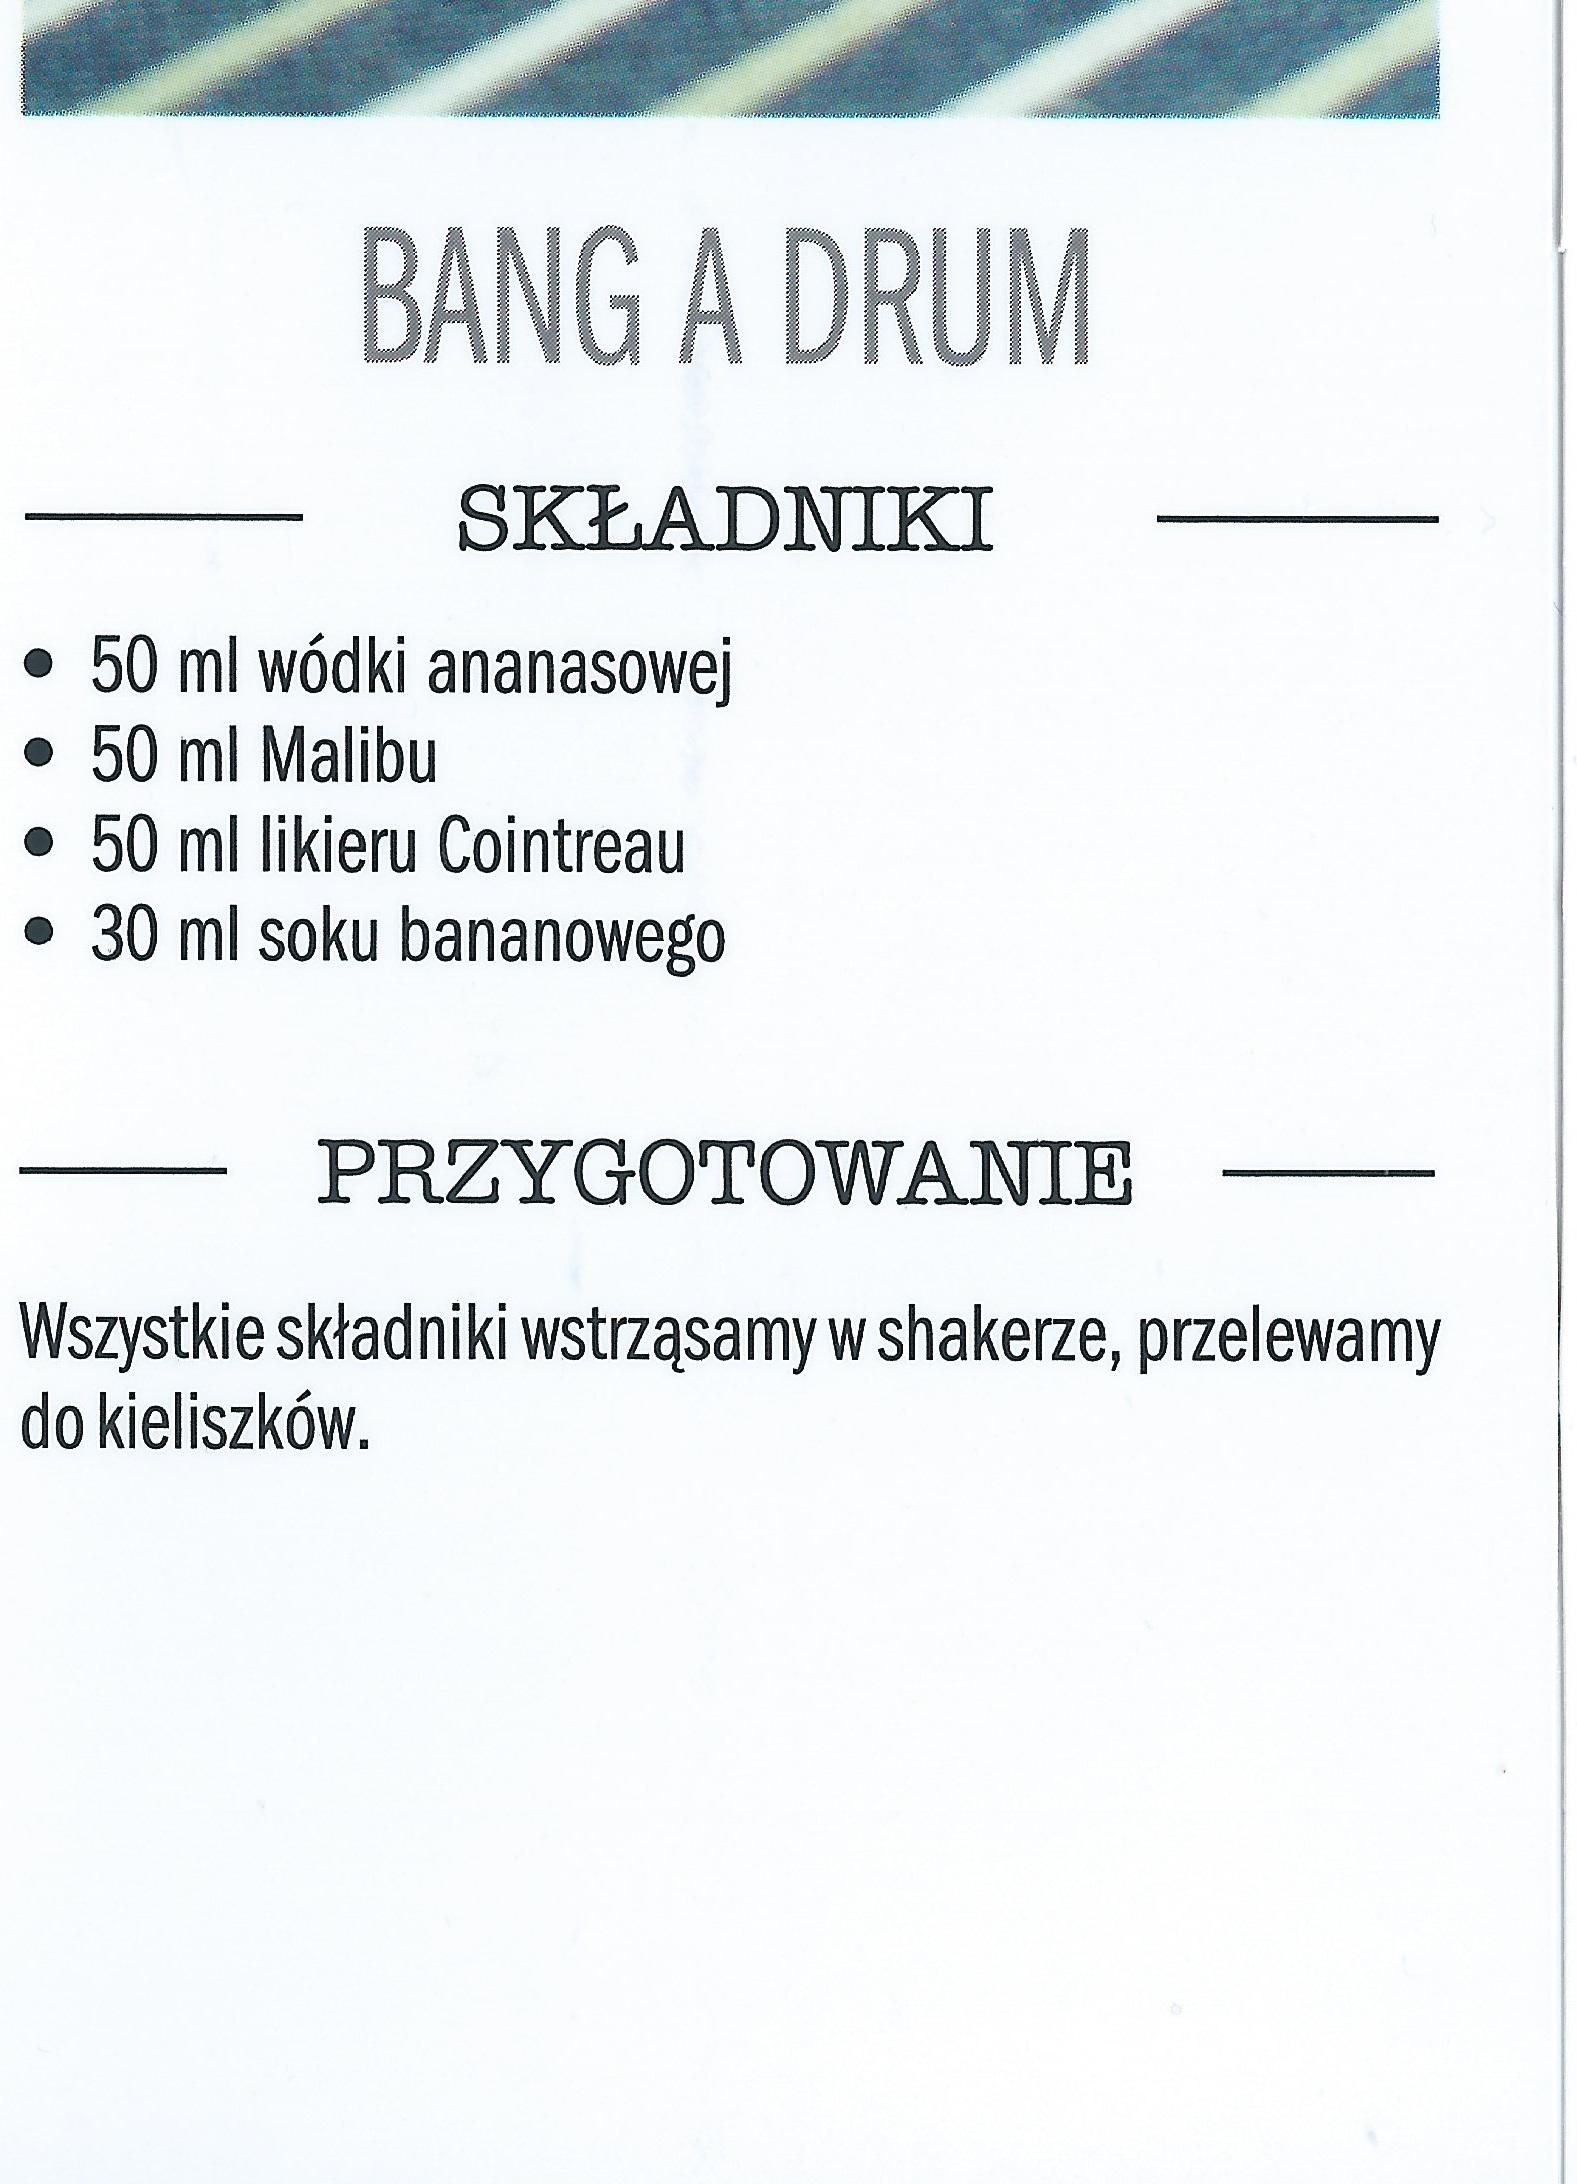 BANG A DRUM
SKŁADNIKI
• 50 ml wódki ananasowej
• 50 ml Malibu
• 50 ml likieru Cointreau
• 30 ml soku bananowego
PRZYGOTOWANIE
Wszystkie składniki wstrząsamy w shakerze, przelewamy
do kieliszków.